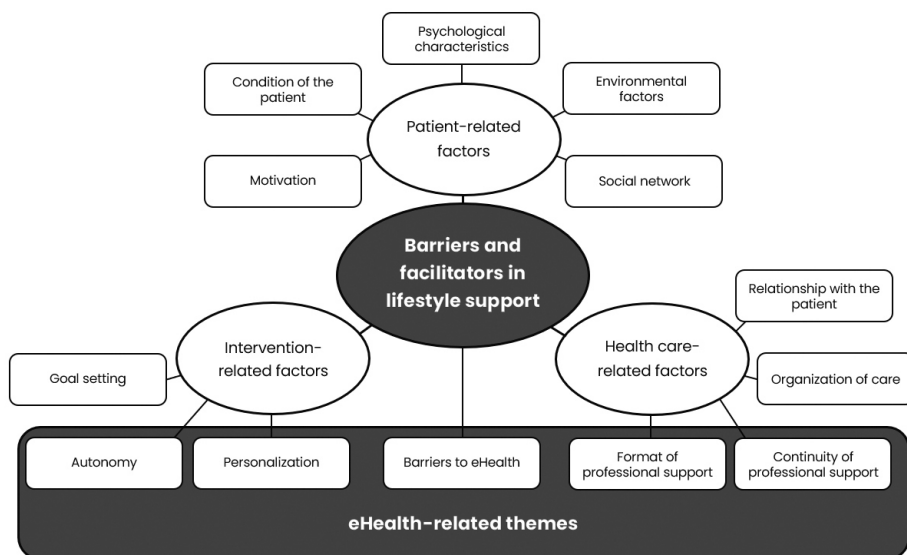 Psychological
characteristics
Condition of the
patient
Environmental
factors
Patient-related
factors
Motivation
Social network
Barriers and
facilitators in
lifestyle support
Relationship with the
patient
Intervention-
related factors
Health care-
related factors
Goal setting
Organization of care
Autonomy
Personalization
Barriers to eHealth
Format of
professional support
Continuity of
professional support
eHealth-related themes